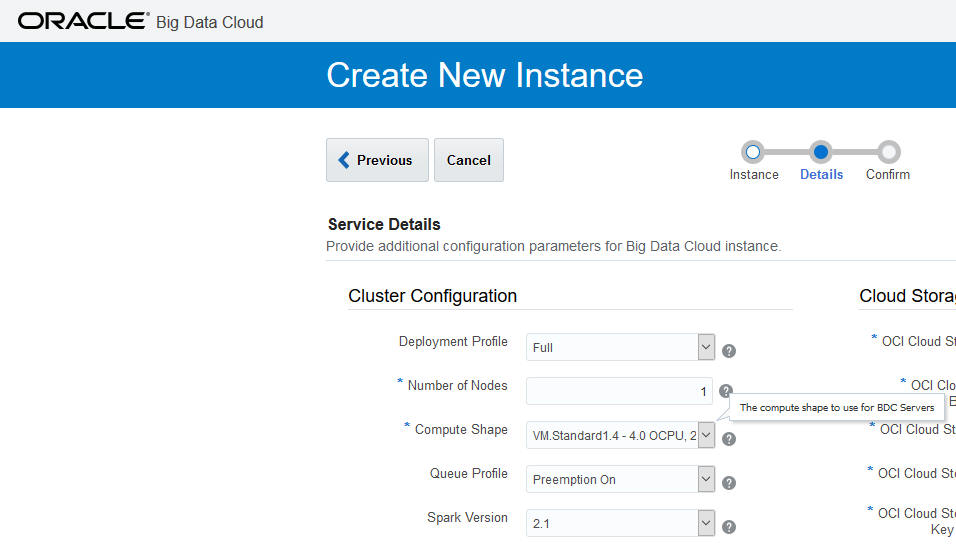 ORACLE® Big Data Cloud
Create New Instance
Previous
Cancel
Instance
Details
Confirm
Service Details
Provide additional configuration parameters for Big Data Cloud instance.
Cluster Configuration
Deployment Profile
Full
?
* Number of Nodes
1
?
The compute shape to use for BDC Servers
* Compute Shape
VM.Standard1.4 - 4.0 OCPU, 2
?
Queue Profile
Preemption On
?
Spark Version
2.1
?
Cloud Storag
* OCI Cloud St
* OCI Clo
* OCI Cloud St
* OCI Cloud Sto
* OCI Cloud Sto
Key